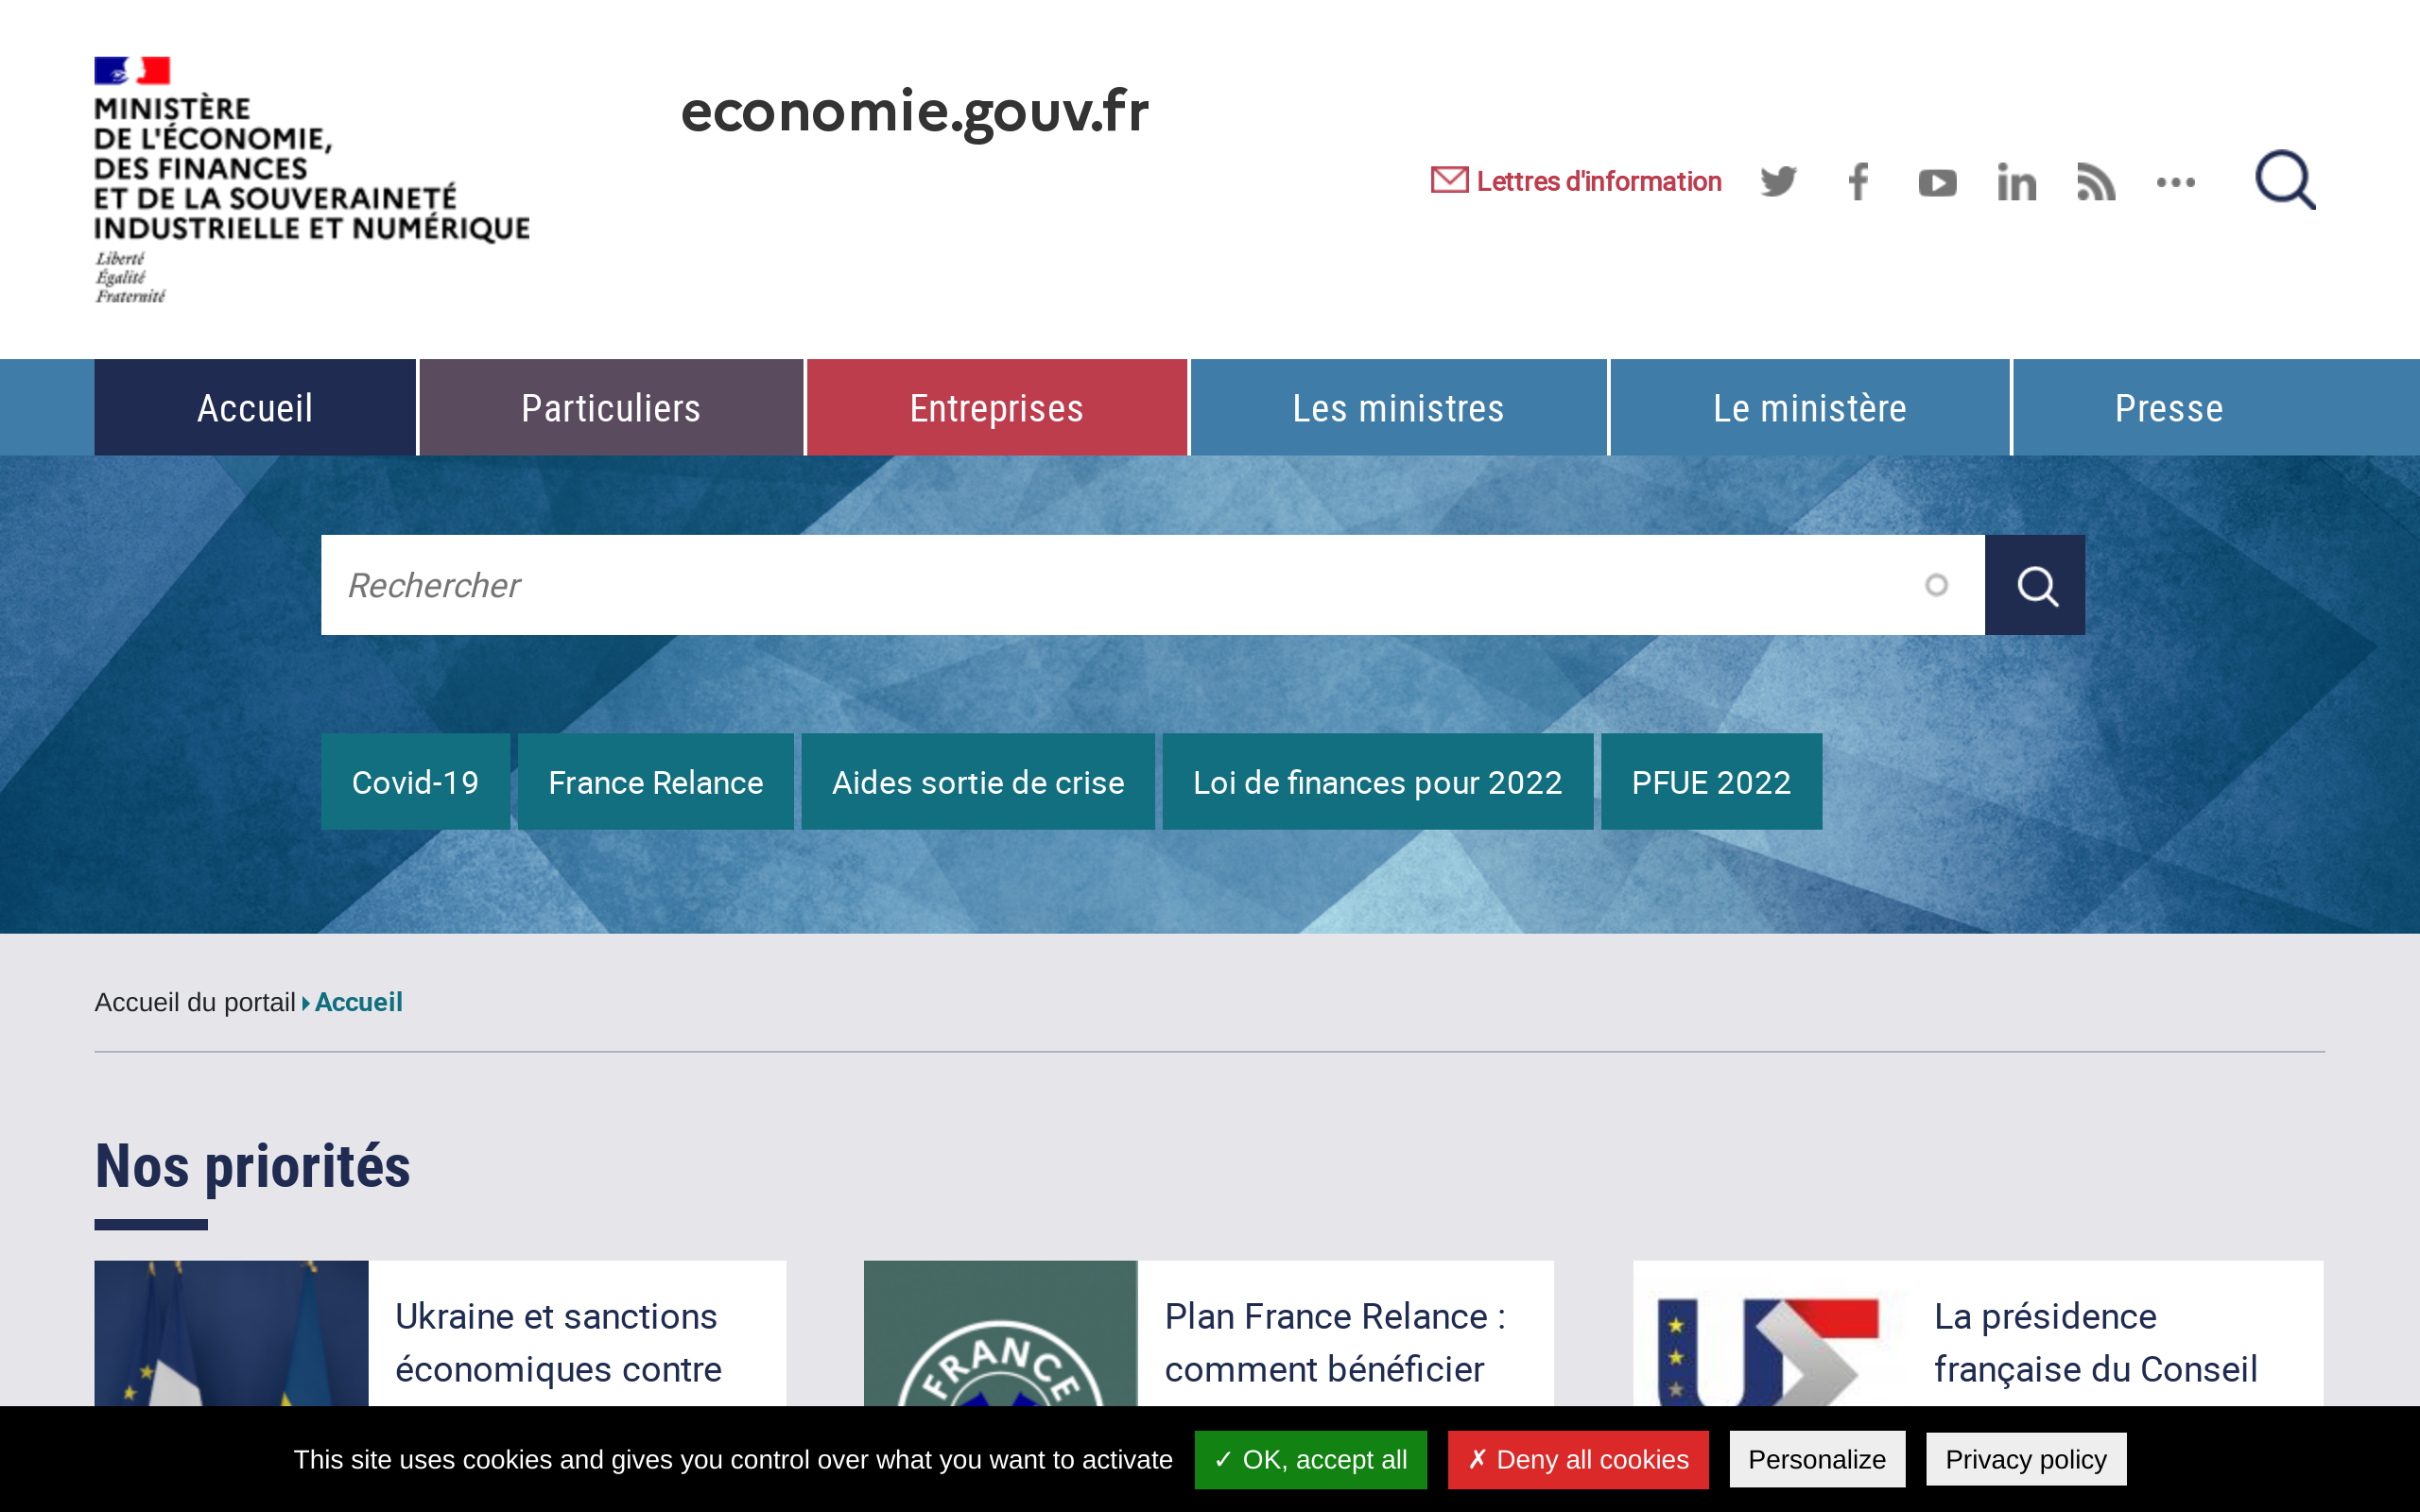 MINISTÈRE
DE L'ÉCONOMIE,
DES FINANCES
ET DE LA SOUVERAINETÉ
INDUSTRIELLE ET NUMÉRIQUE
Liberté
Égalité
Fraternité
economie.gouv.fr
Lettres d'information
Accueil
Particuliers
Entreprises
Les ministres
Le ministère
Presse
Rechercher
Covid-19
France Relance
Aides sortie de crise
Loi de finances pour 2022
PFUE 2022
Accueil du portail Accueil
Nos priorités
Ukraine et sanctions
économiques contre
FRANCE
Plan France Relance :
comment bénéficier
La présidence
française du Conseil
This site uses cookies and gives you control over what you want to activate
✓ OK, accept all
✗ Deny all cookies
Personalize
Privacy policy